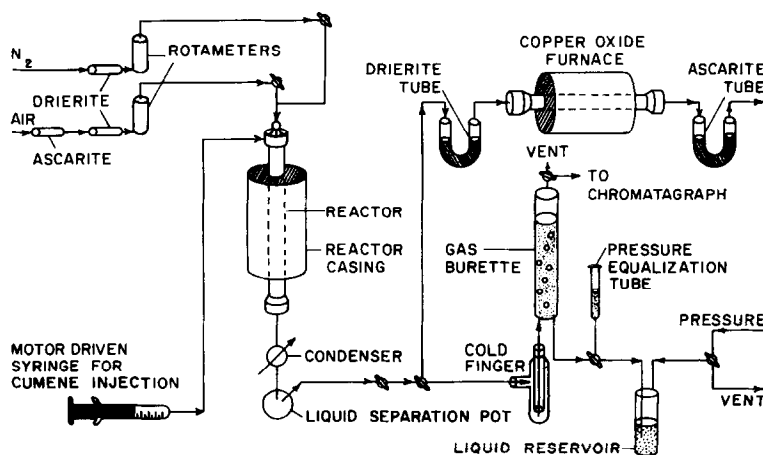 N2
ROTAMETERS
DRIERITE
AIR
ASCARITE
COPPER OXIDE
FURNACE
DRIERITE
TUBE
ASCARITE
TUBE
VENT
TO
CHROMATAGRAPH
REACTOR
REACTOR
CASING
GAS
BURETTE
PRESSURE
EQUALIZATION
TUBE
PRESSURE
MOTOR DRIVEN
SYRINGE FOR
CUMENE INJECTION
CONDENSER
COLD
FINGER
LIQUID SEPARATION POT
VENT
LIQUID RESERVOIR